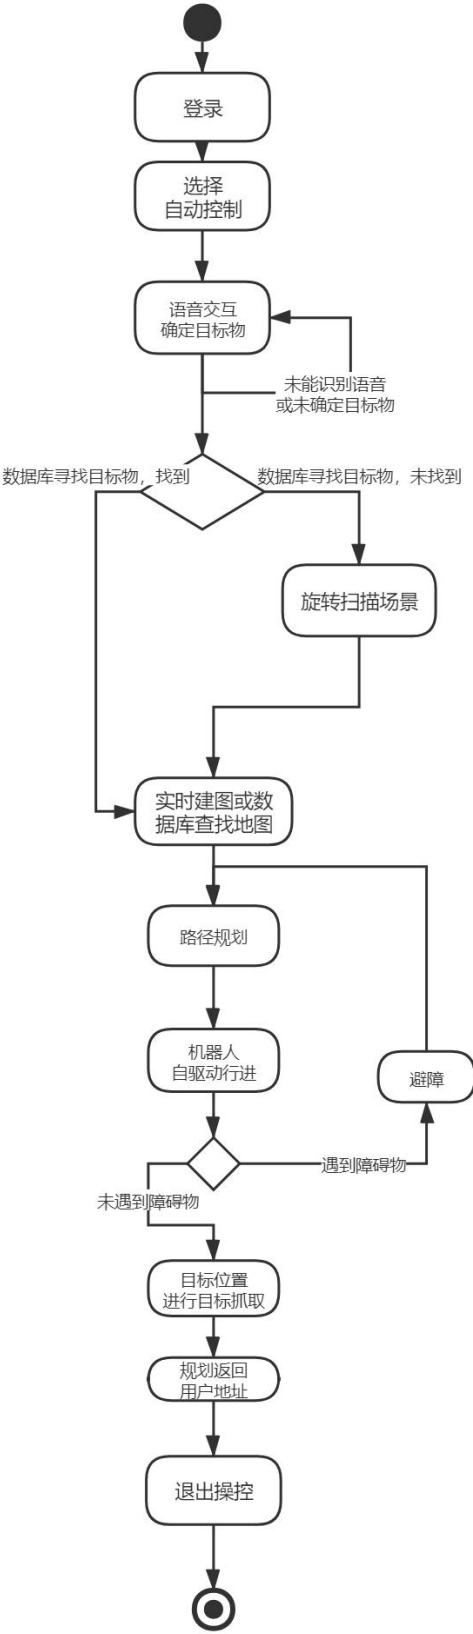 登录
选择
自动控制
语音交互
确定目标物
未能识别语音
或未确定目标物
数据库寻找目标物，找到
数据库寻找目标物，未找到
旋转扫描场景
实时建图或数
据库查找地图
路径规划
机器人
自驱动行进
避障
遇到障碍物
未遇到障碍物
目标位置
进行目标抓取
规划返回
用户地址
退出操控